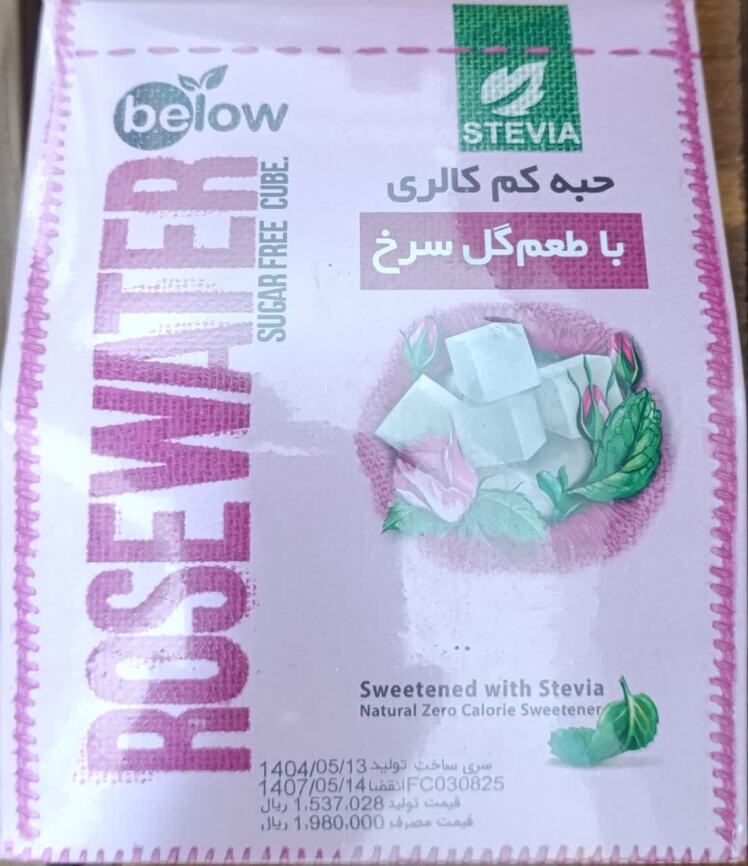 below
STEVIA
ROSEWATER
SUGAR FREE CUBE.
حبه کم کالری
با طعم گل سرخ
Sweetened with Stevia
Natural Zero Calorie Sweetener
سری ساخت تولید 1404/05/13
FC030825 انقضا 1407/05/14
قیمت تولید 1,537,028 ریال
قیمت مصرف 1,980,000 ریال